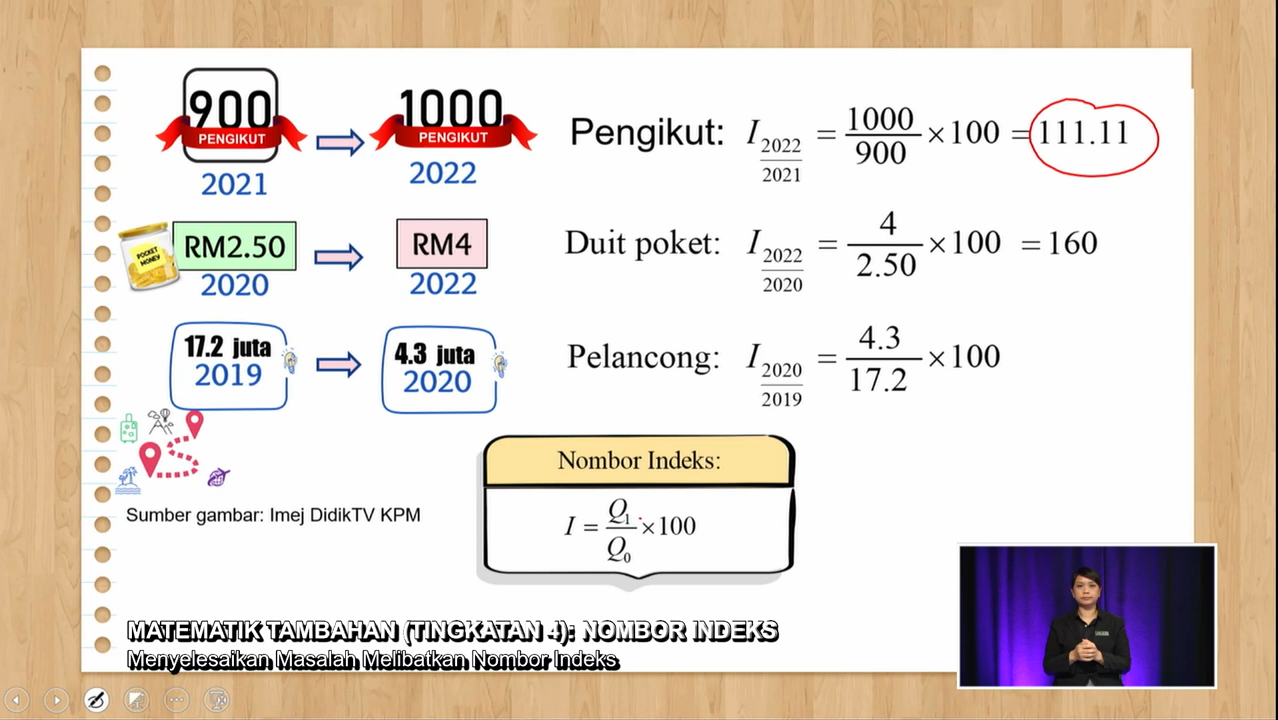 900
PENGIKUT
2021
1000
PENGIKUT
2022
Pengikut: I 2022/2021 = 1000/900 ×100 = 111.11
POCKET MONEY
RM2.50
2020
RM4
2022
Duit poket: I 2022/2020 = 4/2.50 ×100 = 160
17.2 juta
2019
4.3 juta
2020
Pelancong: I 2020/2019 = 4.3/17.2 ×100
Nombor Indeks:
I = Q₁/Q₀ ×100
Sumber gambar: Imej DidikTV KPM
MATEMATIK TAMBAHAN (TINGKATAN 4): NOMBOR INDEKS
Menyelesaikan Masalah Melibatkan Nombor Indeks